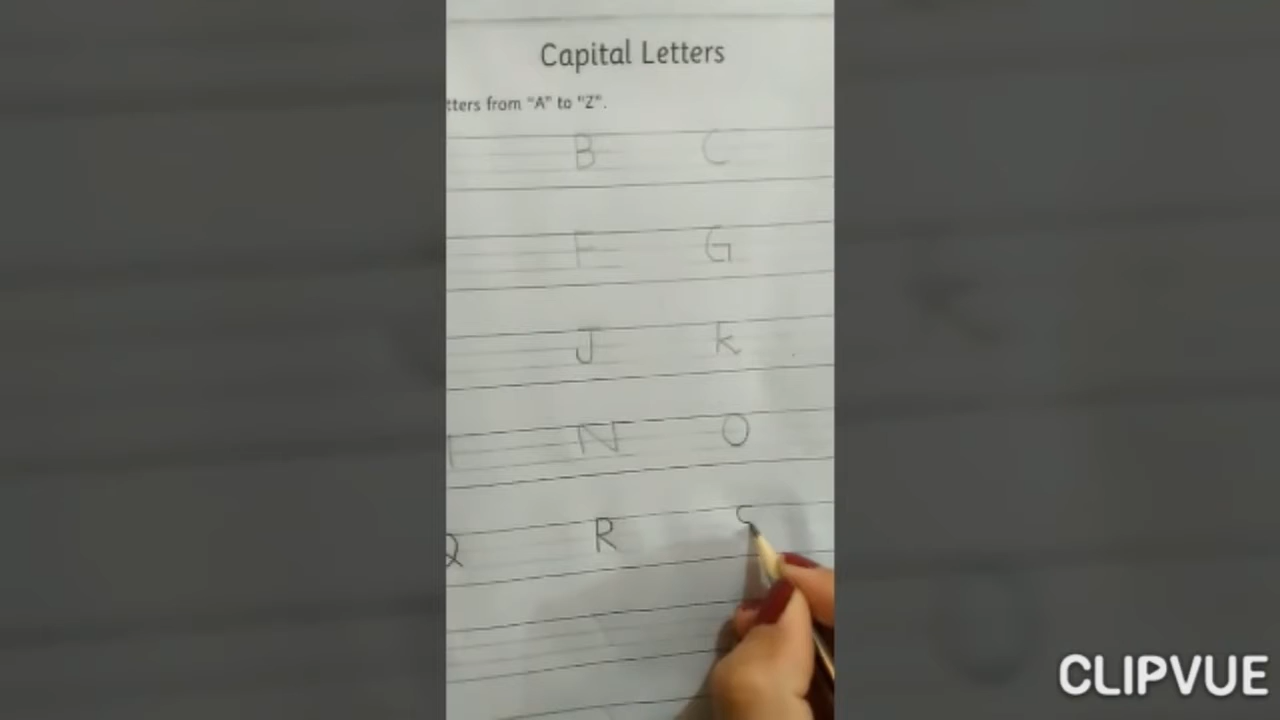 Capital Letters
tters from "A" to "Z".
B C
F G
J K
N O
Q R S
CLIPVUE